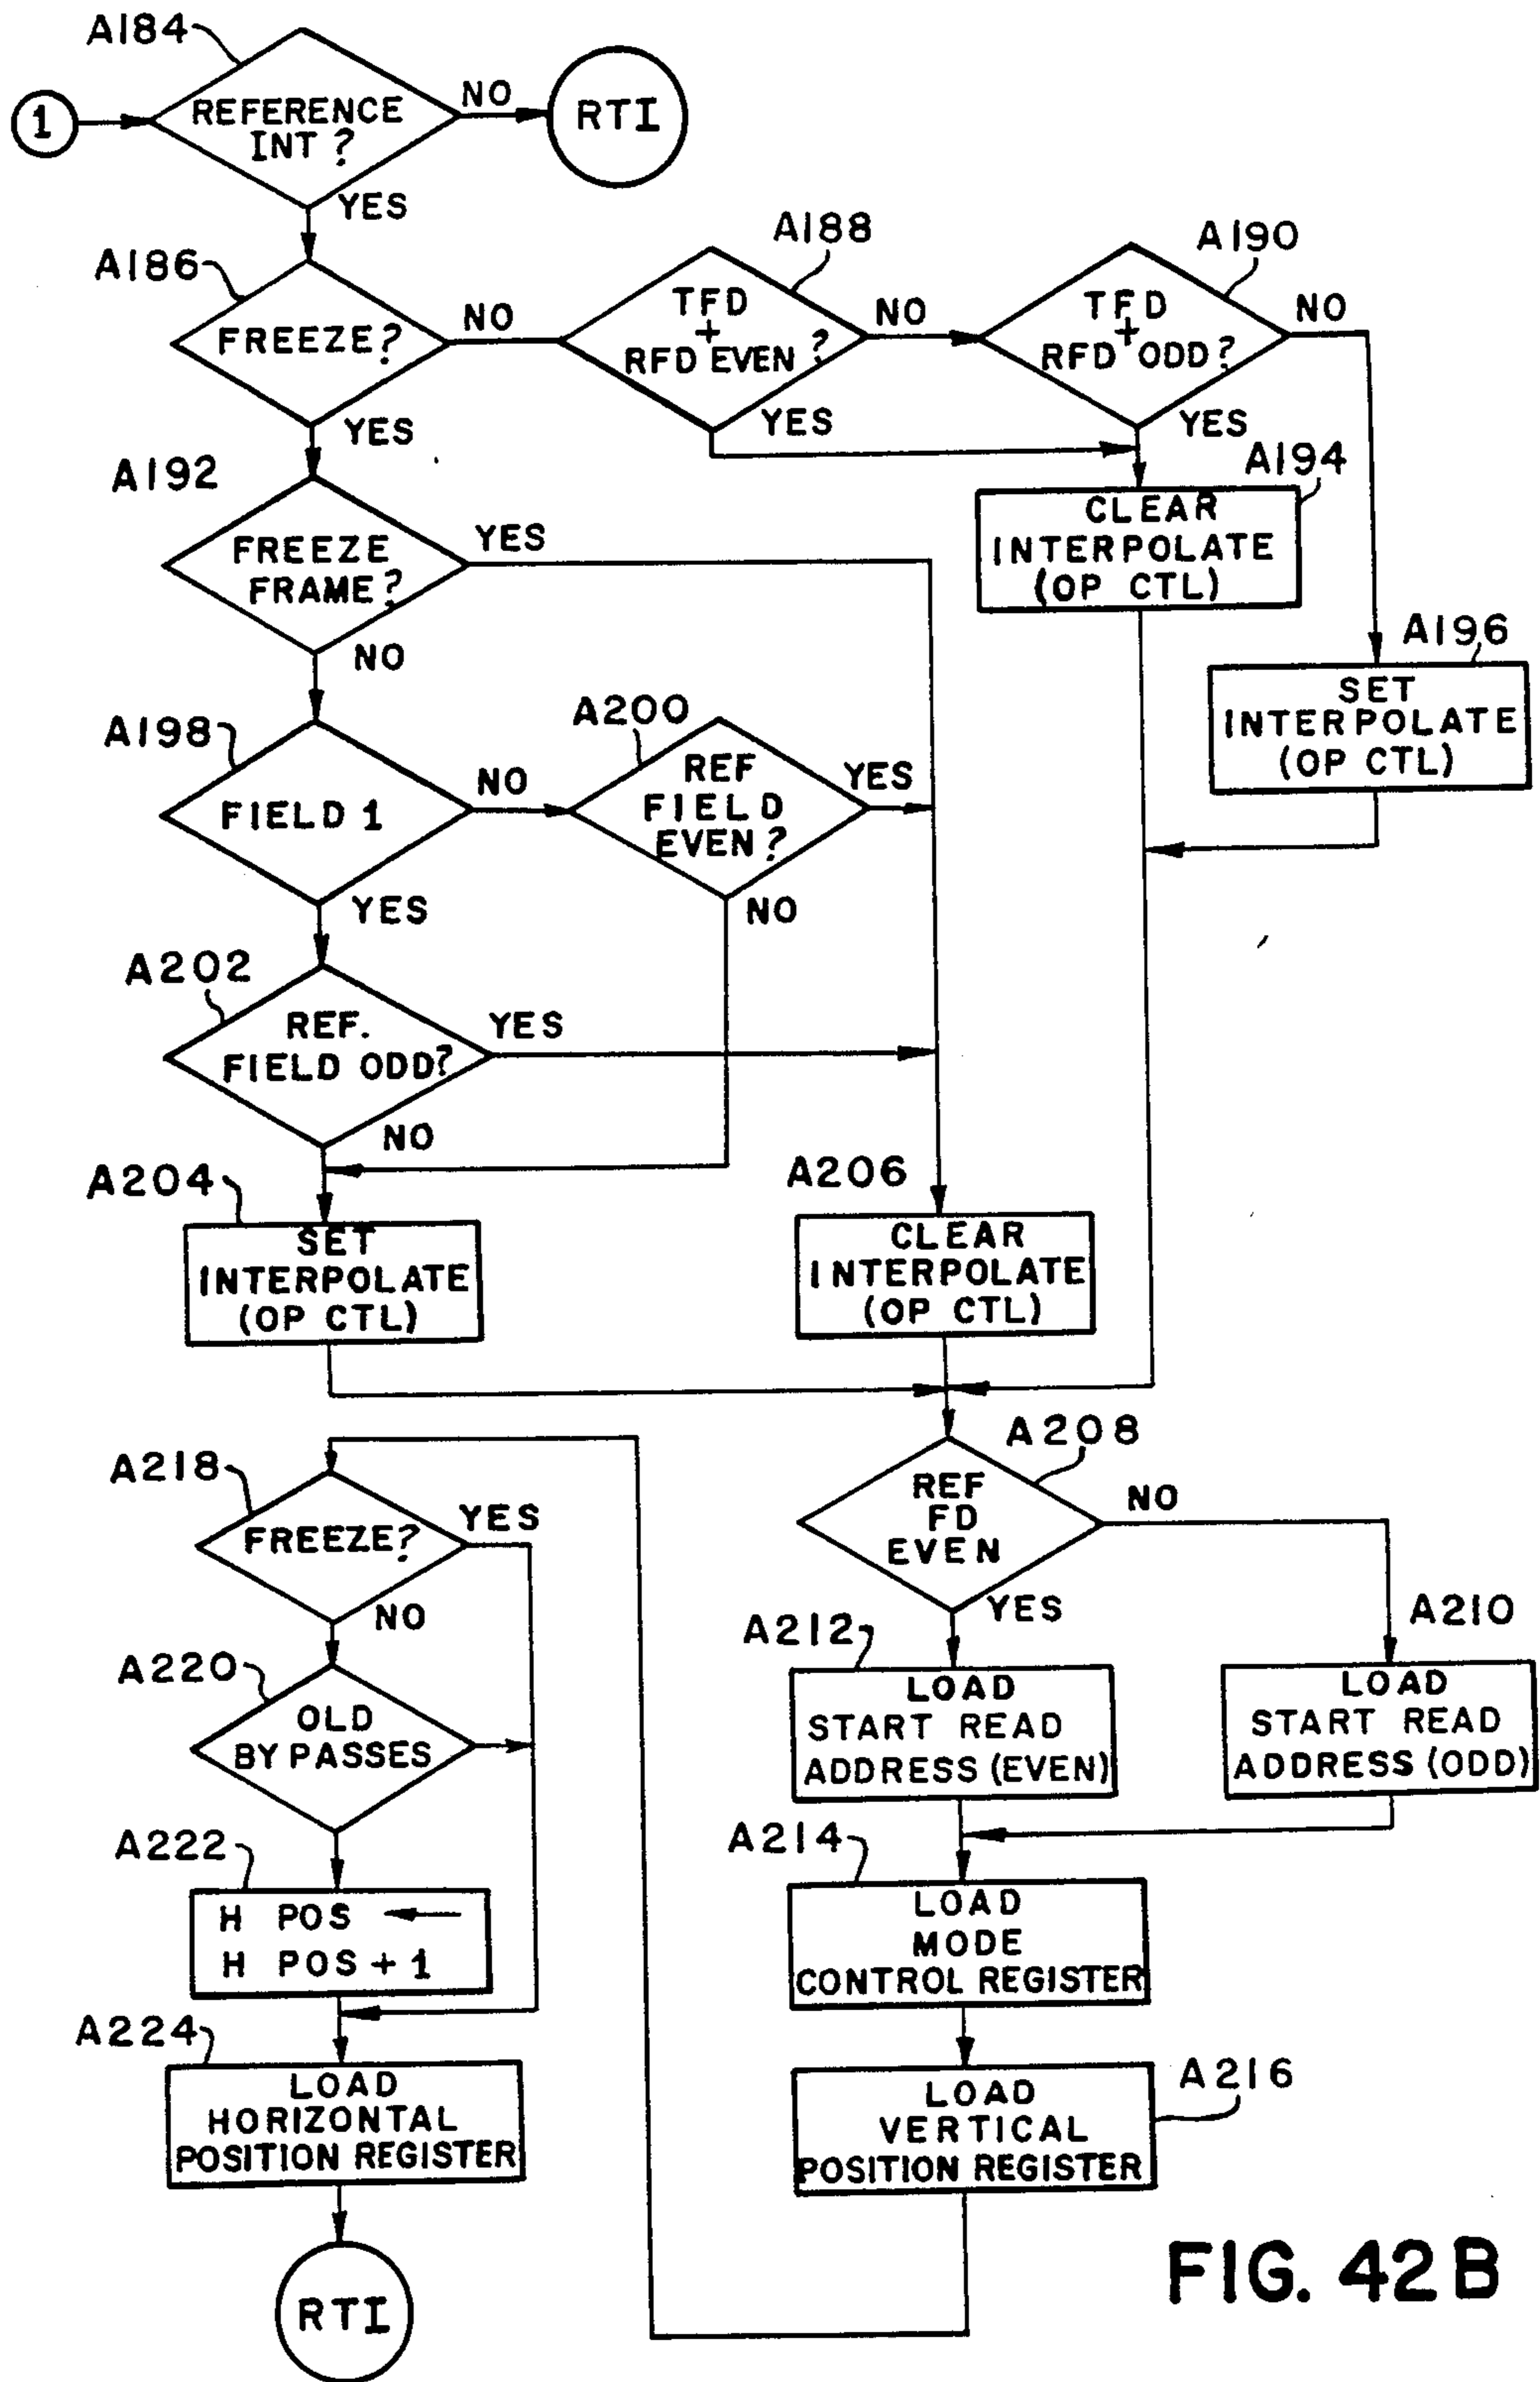 A184
1
REFERENCE
INT?
NO
RTI
YES
A186
FREEZE?
NO
A188
TFD
+
RFD EVEN?
NO
A190
TFD
+
RFD ODD?
NO
YES
YES
YES
A192
FREEZE
FRAME?
YES
A194
CLEAR
INTERPOLATE
(OP CTL)
NO
A196
SET
INTERPOLATE
(OP CTL)
A198
FIELD 1
NO
A200
REF
FIELD
EVEN?
YES
YES
NO
A202
REF.
FIELD ODD?
YES
NO
A204
SET
INTERPOLATE
(OP CTL)
A206
CLEAR
INTERPOLATE
(OP CTL)
A208
REF
FD
EVEN
NO
YES
A210
LOAD
START READ
ADDRESS (ODD)
A212
LOAD
START READ
ADDRESS (EVEN)
A214
LOAD
MODE
CONTROL REGISTER
A216
LOAD
VERTICAL
POSITION REGISTER
A218
FREEZE?
YES
NO
A220
OLD
BY PASSES
A222
H POS ←
H POS + 1
A224
LOAD
HORIZONTAL
POSITION REGISTER
RTI
FIG. 42B